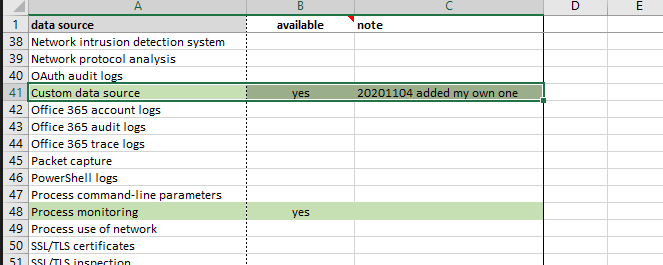 A B C D E
1 data source available note
38 Network intrusion detection system
39 Network protocol analysis
40 OAuth audit logs
41 Custom data source yes 20201104 added my own one
42 Office 365 account logs
43 Office 365 audit logs
44 Office 365 trace logs
45 Packet capture
46 PowerShell logs
47 Process command-line parameters
48 Process monitoring yes
49 Process use of network
50 SSL/TLS certificates
51 SSL/TLS inspection